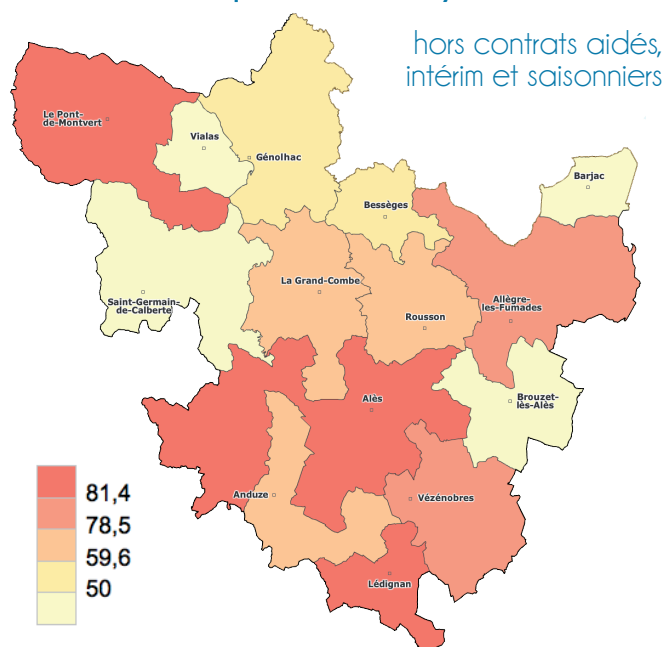 hors contrats aidés,
intérim et saisonniers
Le Pont-
de-Montvert
Vialas
Génolhac
Barjac
Bessèges
La Grand-Combe
Saint-Germain-
de-Calberte
Allègre-
les-Fumades
Rousson
Alès
Brouzet-
lès-Alès
Anduze
Vézénobres
Lédignan
81,4
78,5
59,6
50